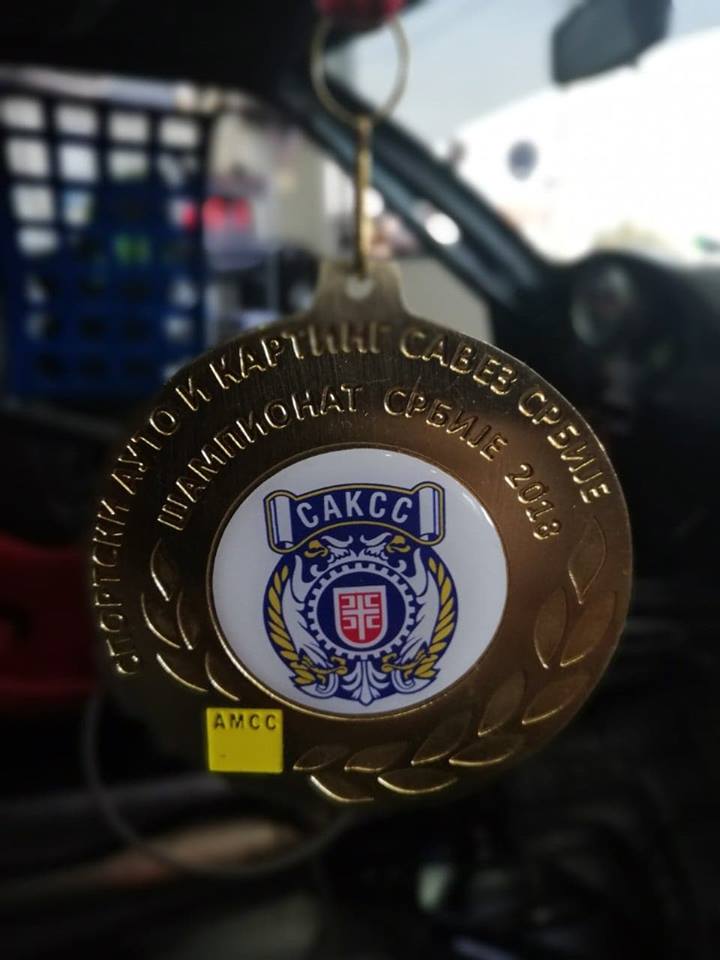 СПОРТСКИ АУТО И КАРТИНГ САВЕЗ СРБИЈЕ
ШАМПИОНАТ СРБИЈЕ 2018
САКСС
АМСС